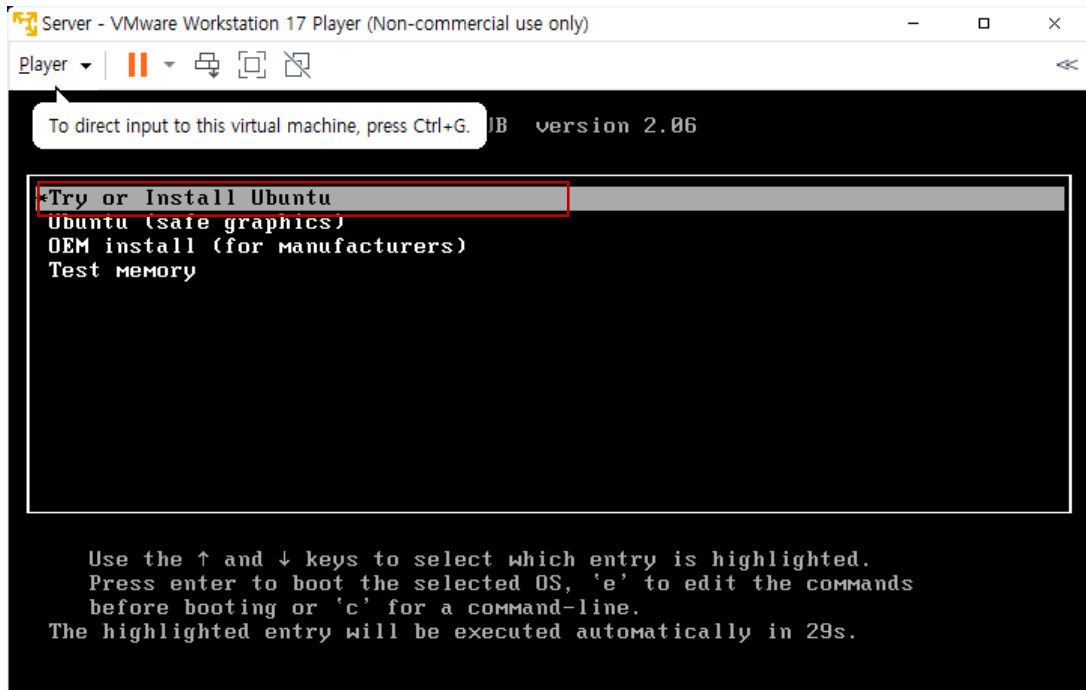 Server - VMware Workstation 17 Player (Non-commercial use only)
Player
To direct input to this virtual machine, press Ctrl+G.
UB version 2.06
*Try or Install Ubuntu
Ubuntu (safe graphics)
OEM install (for manufacturers)
Test memory
Use the ↑ and ↓ keys to select which entry is highlighted.
Press enter to boot the selected OS, `e' to edit the commands
before booting or `c' for a command-line.
The highlighted entry will be executed automatically in 29s.